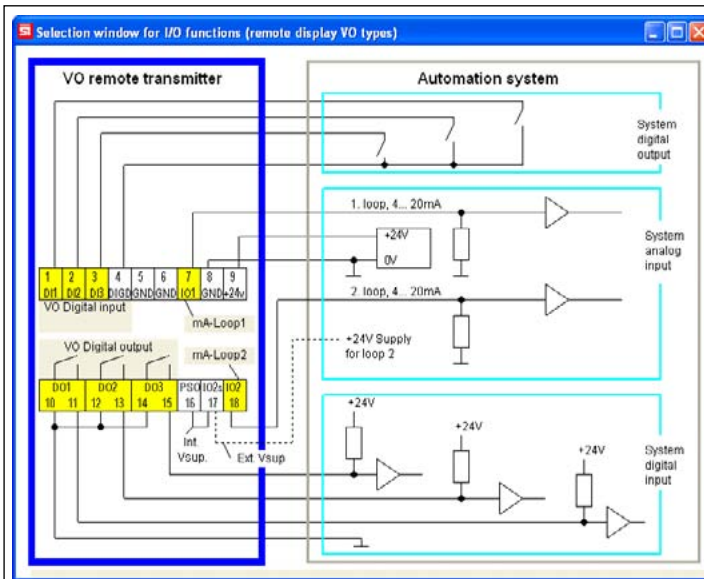 Selection window for I/O functions (remote display VO types)
VO remote transmitter
Automation system
System
digital
output
1. loop, 4... 20mA
+24V
0V
System
analog
input
1 2 3 4 5 6 7 8 9
DI1 DI2 DI3 DIGD GND GND IO1 GND +24v
VO Digital input
mA-Loop1
2. loop, 4... 20mA
VO Digital output
mA-Loop2
+24V Supply
for loop 2
DO1 DO2 DO3 PSO IO2s IO2
10 11 12 13 14 15 16 17 18
Int.
Vsup.
Ext. Vsup
+24V
+24V
+24V
System
digital
input